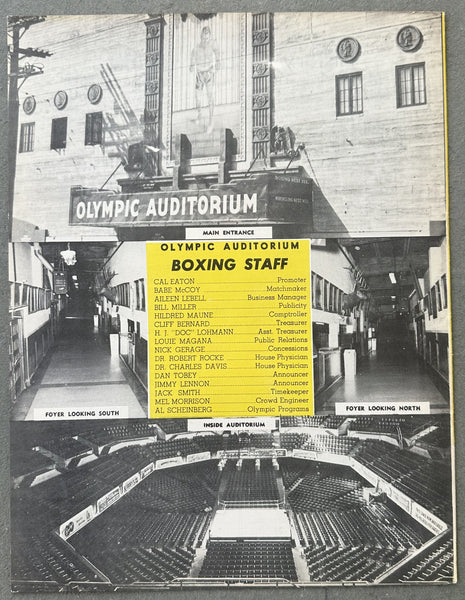 OLYMPIC AUDITORIUM
MAIN ENTRANCE
OLYMPIC AUDITORIUM
BOXING STAFF
CAL EATON Promoter
BABE McCOY Matchmaker
AILEEN LEBELL Business Manager
BILL MILLER Publicity
HILDRED MAUNE Comptroller
CLIFF BERNARD Treasurer
H. J. "DOC" LOHMANN Asst. Treasurer
LOUIE MAGANA Public Relations
NICK GERAGE Concessions
DR. ROBERT ROCKE House Physician
DR. CHARLES DAVIS House Physician
DAN TOBEY Announcer
JIMMY LENNON Announcer
JACK SMITH Timekeeper
MEL MORRISON Crowd Engineer
AL SCHEINBERG Olympic Programs
FOYER LOOKING SOUTH
FOYER LOOKING NORTH
INSIDE AUDITORIUM